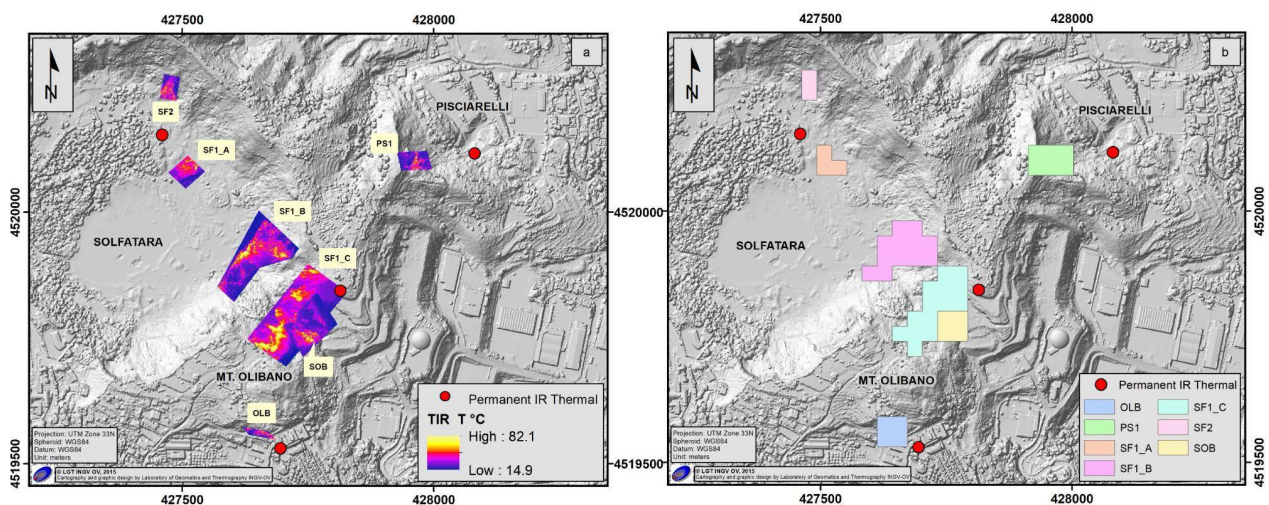 427500
428000
a
N
SF2
SF1_A
PS1
PISCIARELLI
SF1_B
SF1_C
SOLFATARA
SOB
MT. OLIBANO
OLB
Permanent IR Thermal
TIR T °C
High : 82.1
Low : 14.9
Projection: UTM Zone 33N
Spheroid: WGS84
Datum: WGS84
Unit: meters
© LGT INGV OV, 2015
Cartography and graphic design by Laboratory of Geomatics and Thermography INGV-OV
427500
428000
4520000
4519500
427500
428000
b
N
PISCIARELLI
SOLFATARA
MT. OLIBANO
Permanent IR Thermal
OLB
SF1_C
PS1
SF2
SF1_A
SOB
SF1_B
Projection: UTM Zone 33N
Spheroid: WGS84
Datum: WGS84
Unit: meters
© LGT INGV OV, 2015
Cartography and graphic design by Laboratory of Geomatics and Thermography INGV-OV
427500
428000
4520000
4519500
4520000
4519500